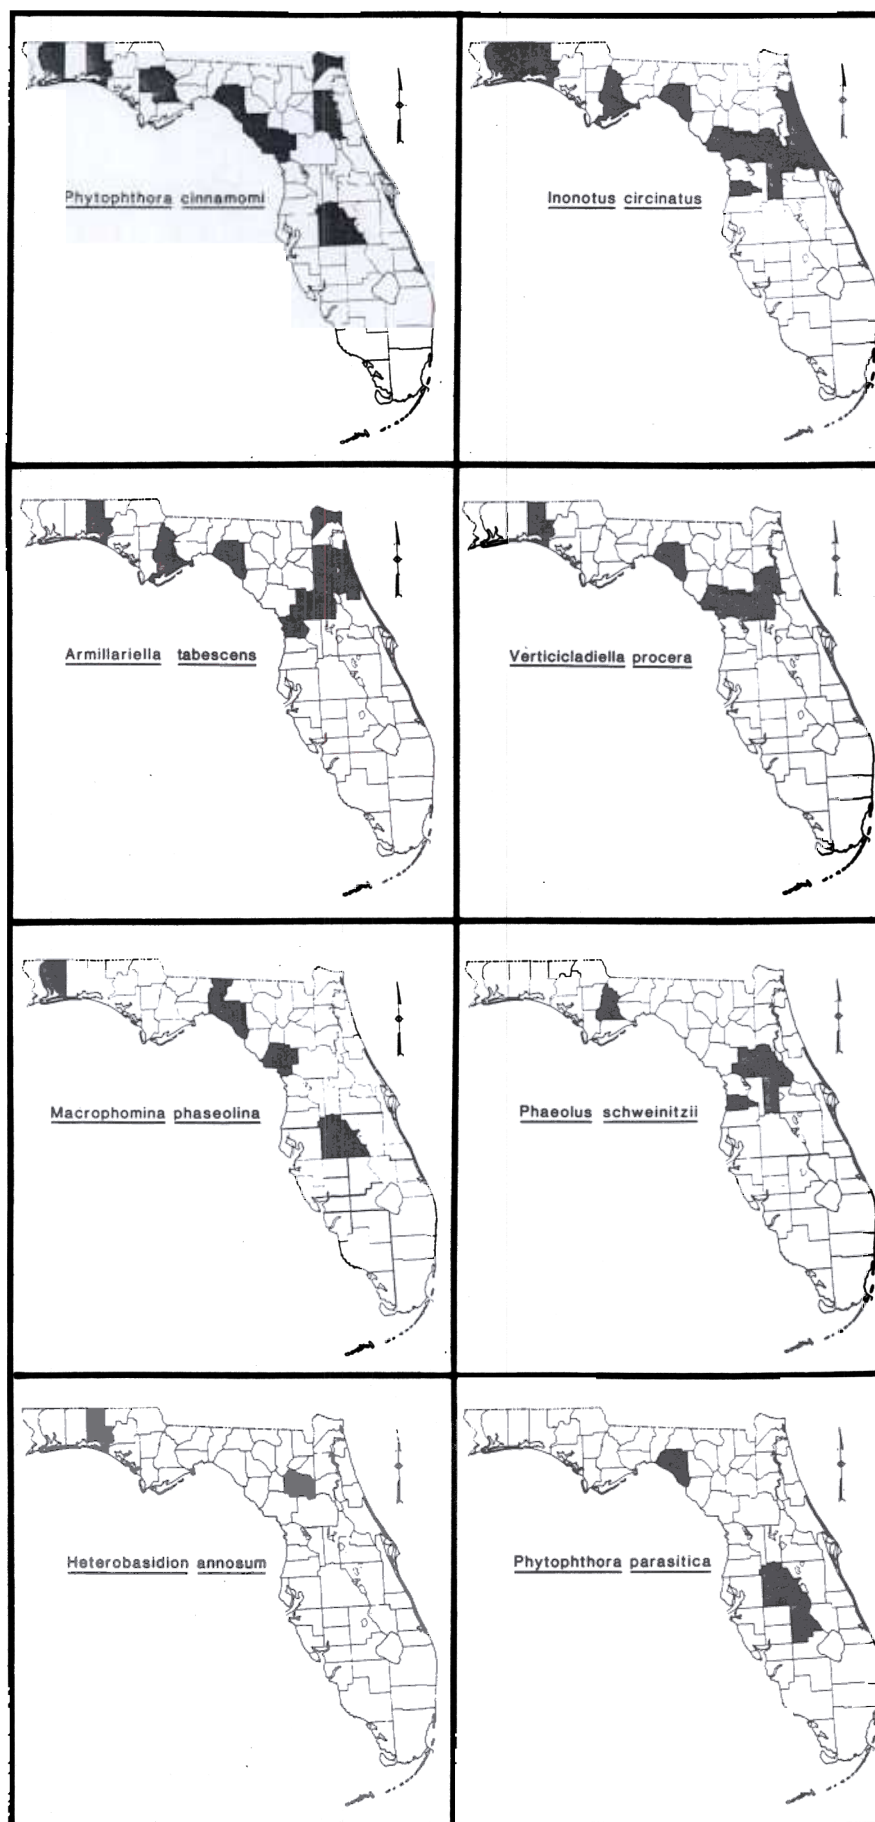 Phytophthora cinnamomi
Inonotus circinatus
Armillariella tabescens
Verticicladiella procera
Macrophomina phaseolina
Phaeolus schweinitzii
Heterobasidion annosum
Phytophthora parasitica